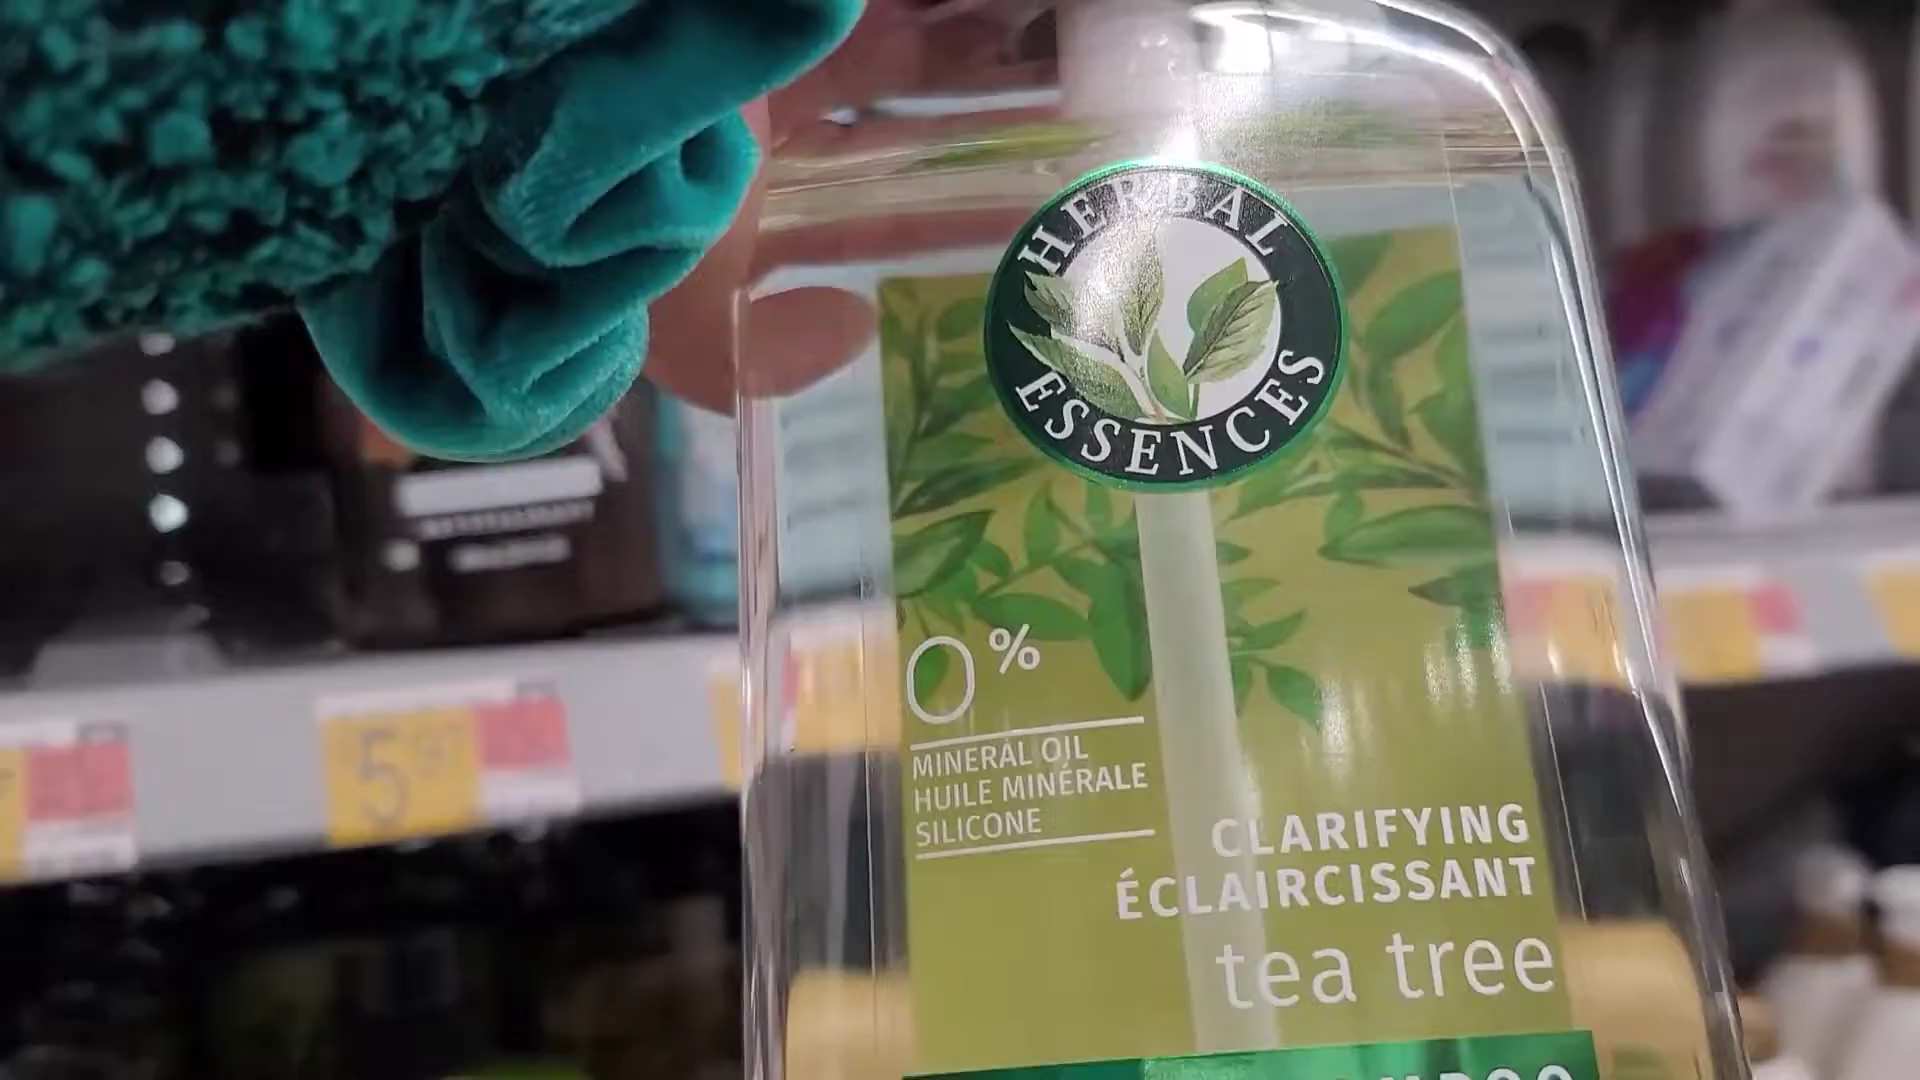 HERBAL
ESSENCES
0%
MINERAL OIL
HUILE MINÉRALE
SILICONE
CLARIFYING
ÉCLAIRCISSANT
tea tree